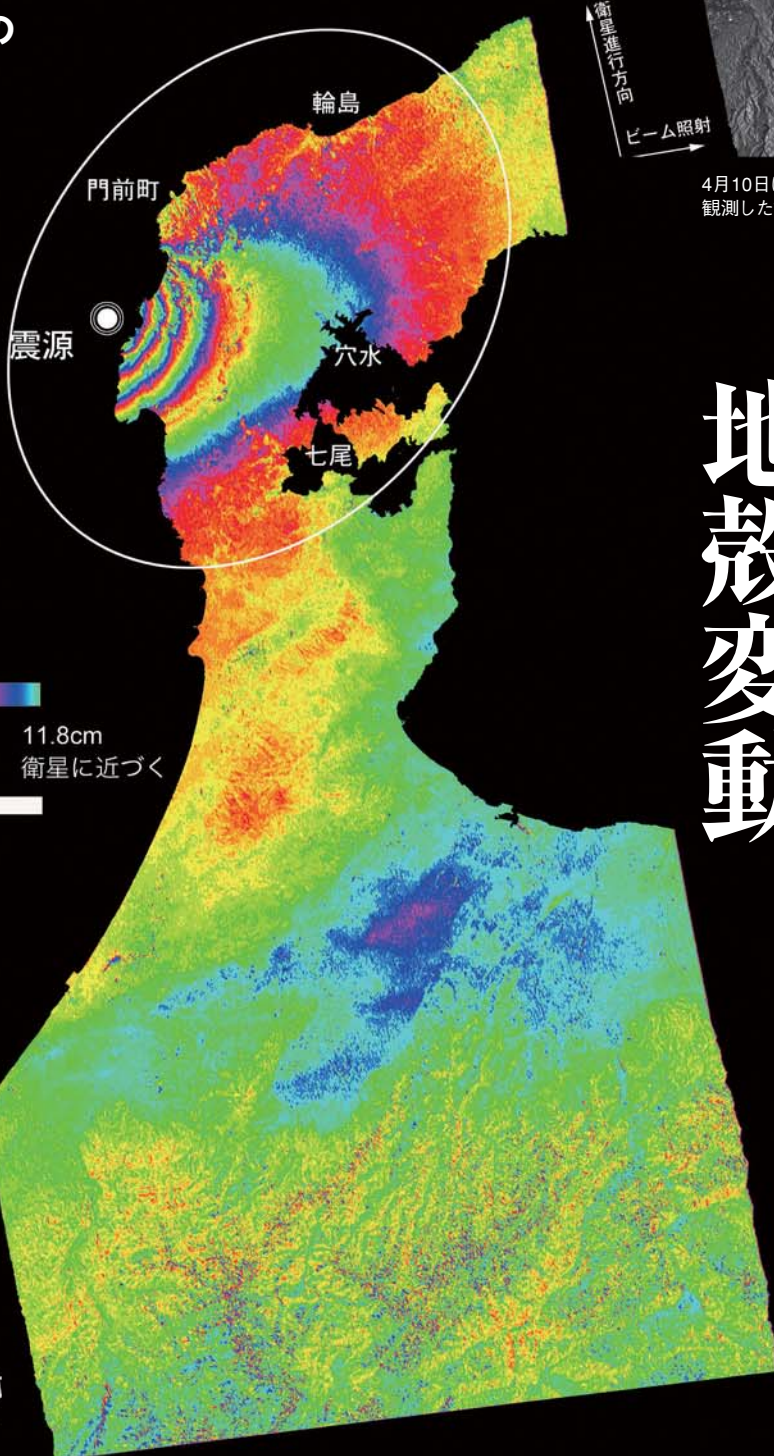 の
衛星進行方向
ビーム照射
4月10日
観測した
地殻変動
輪島
門前町
震源
穴水
七尾
11.8cm
衛星に近づく